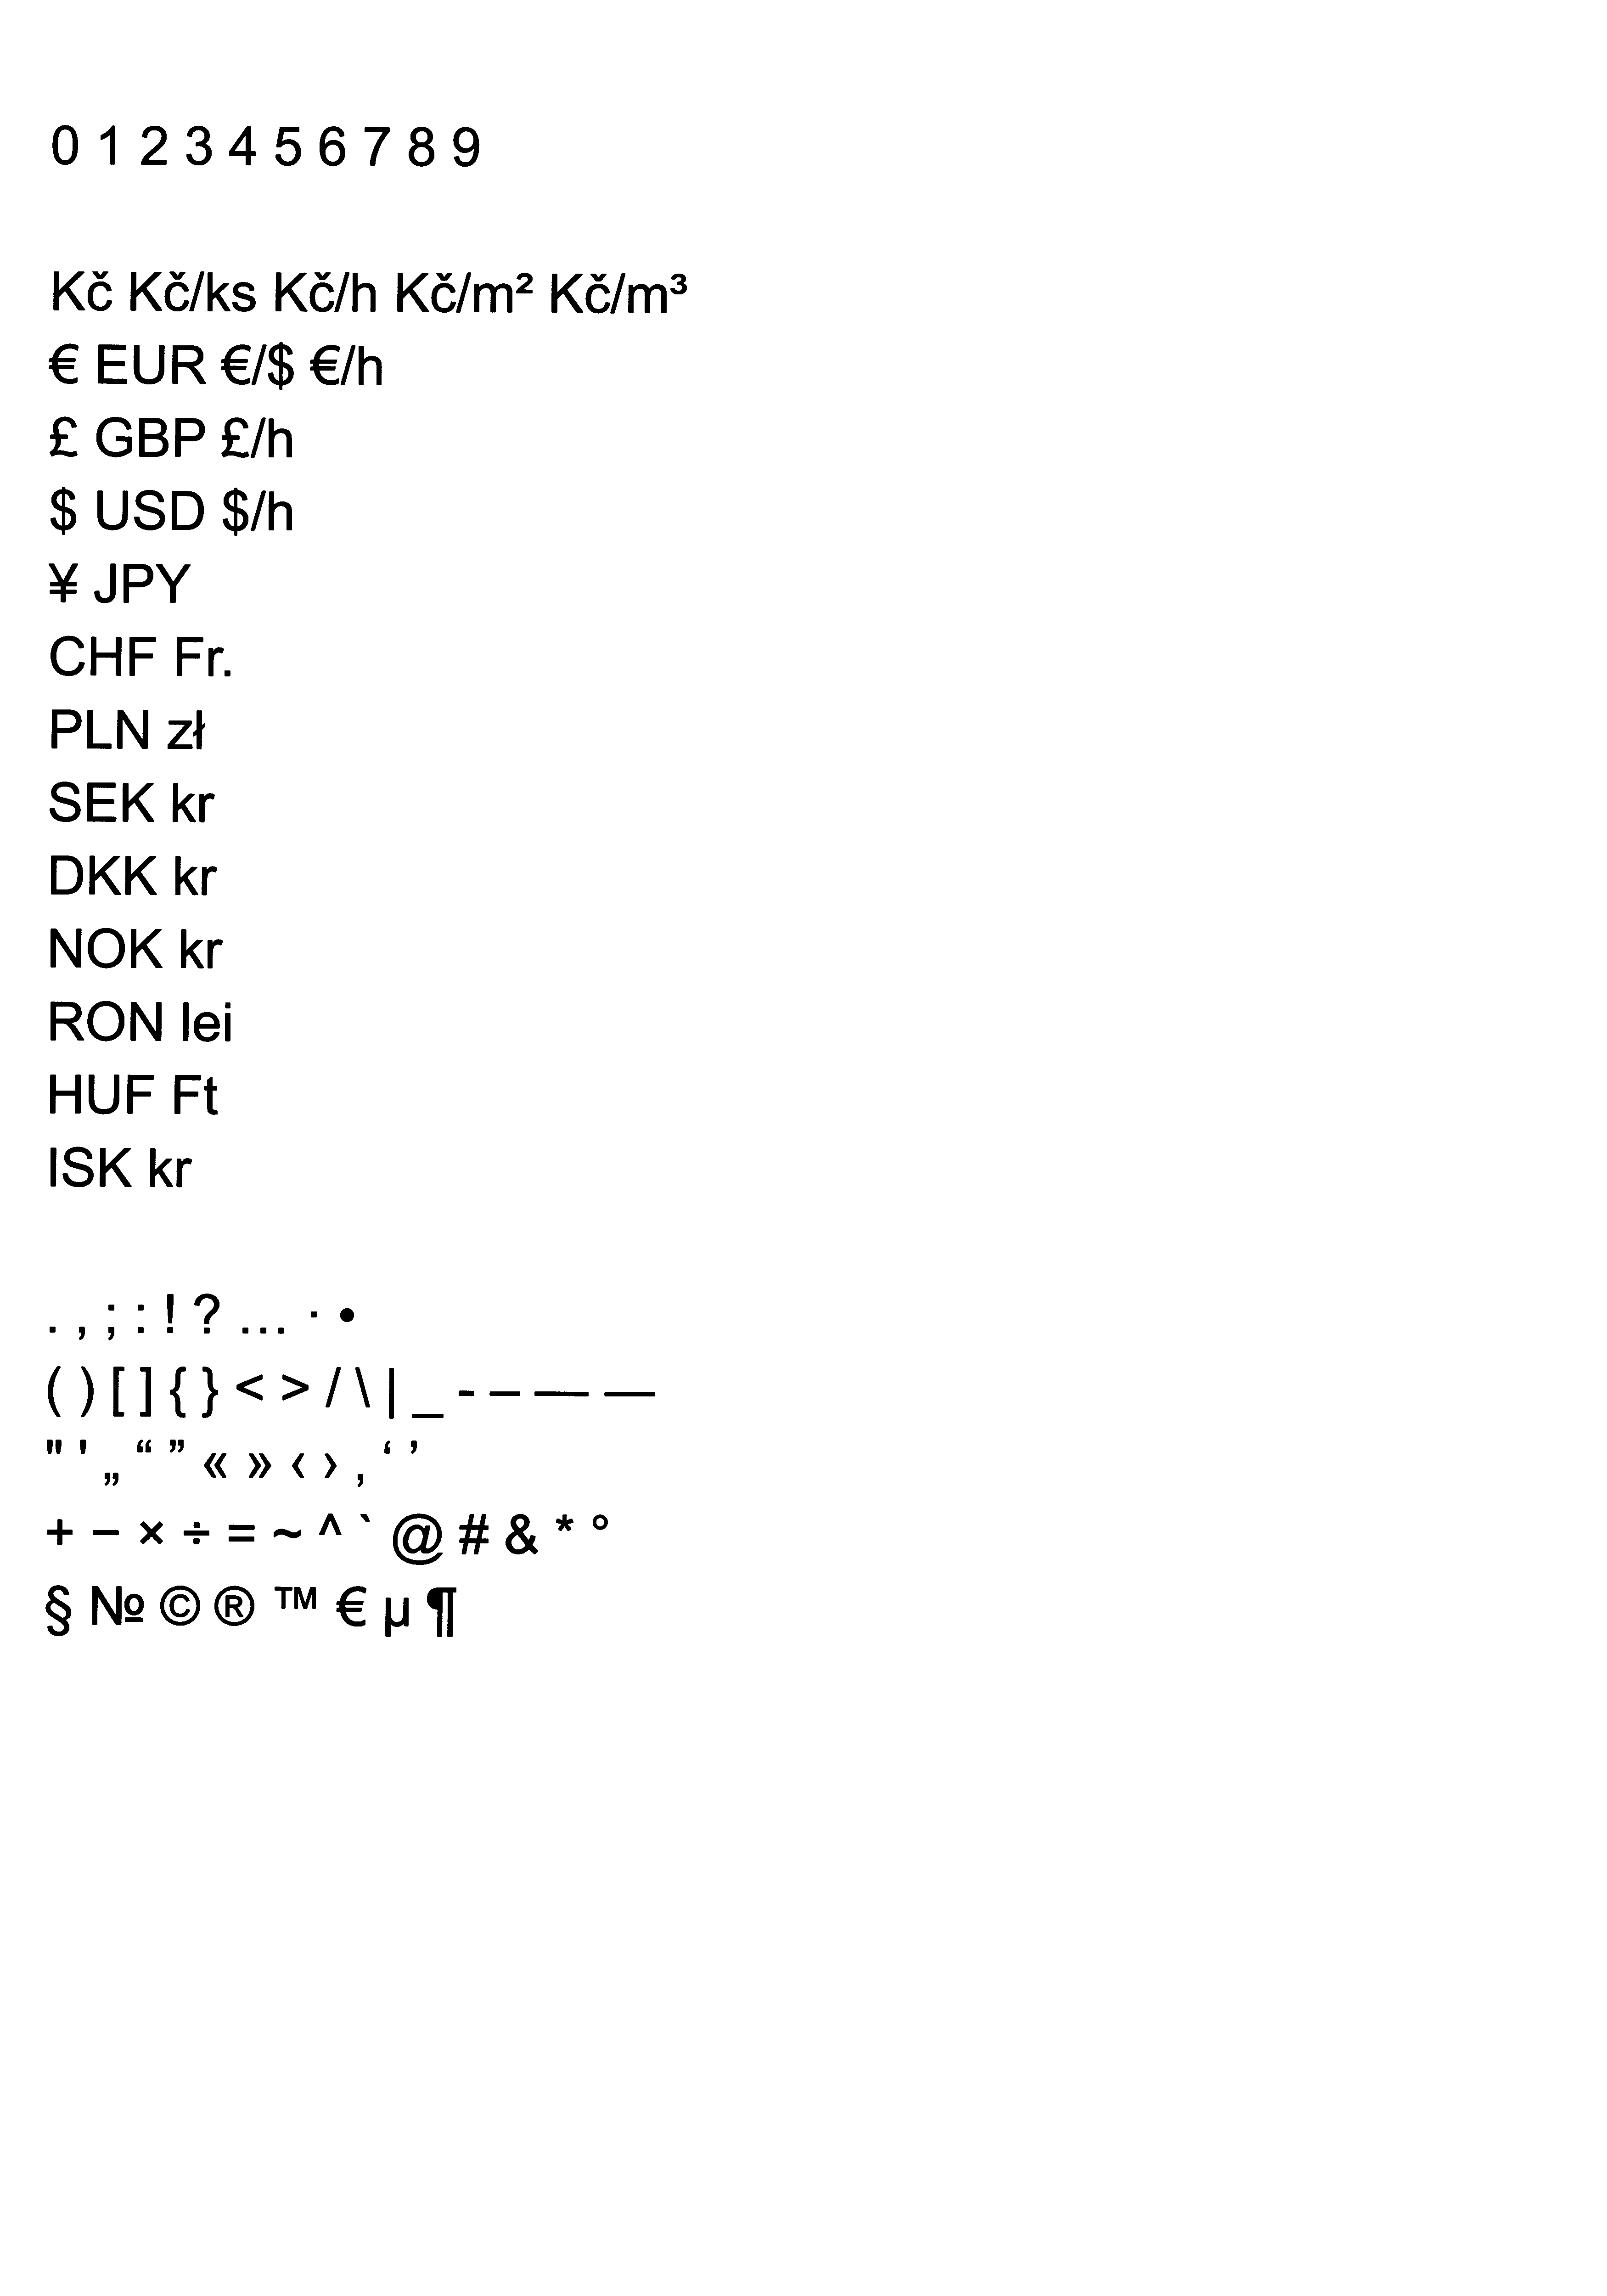 0 1 2 3 4 5 6 7 8 9
Kč Kč/ks Kč/h Kč/m² Kč/m³
€ EUR €/$ €/h
£ GBP £/h
$ USD $/h
¥ JPY
CHF Fr.
PLN zł
SEK kr
DKK kr
NOK kr
RON lei
HUF Ft
ISK kr
. , ; : ! ? … · •
( ) [ ] { } < > / \ | _ - – — —
" ' „ “ ” « » ‹ › ‚ ‘ ’
+ − × ÷ = ~ ^ ` @ # & * °
§ № © ® ™ € µ ¶